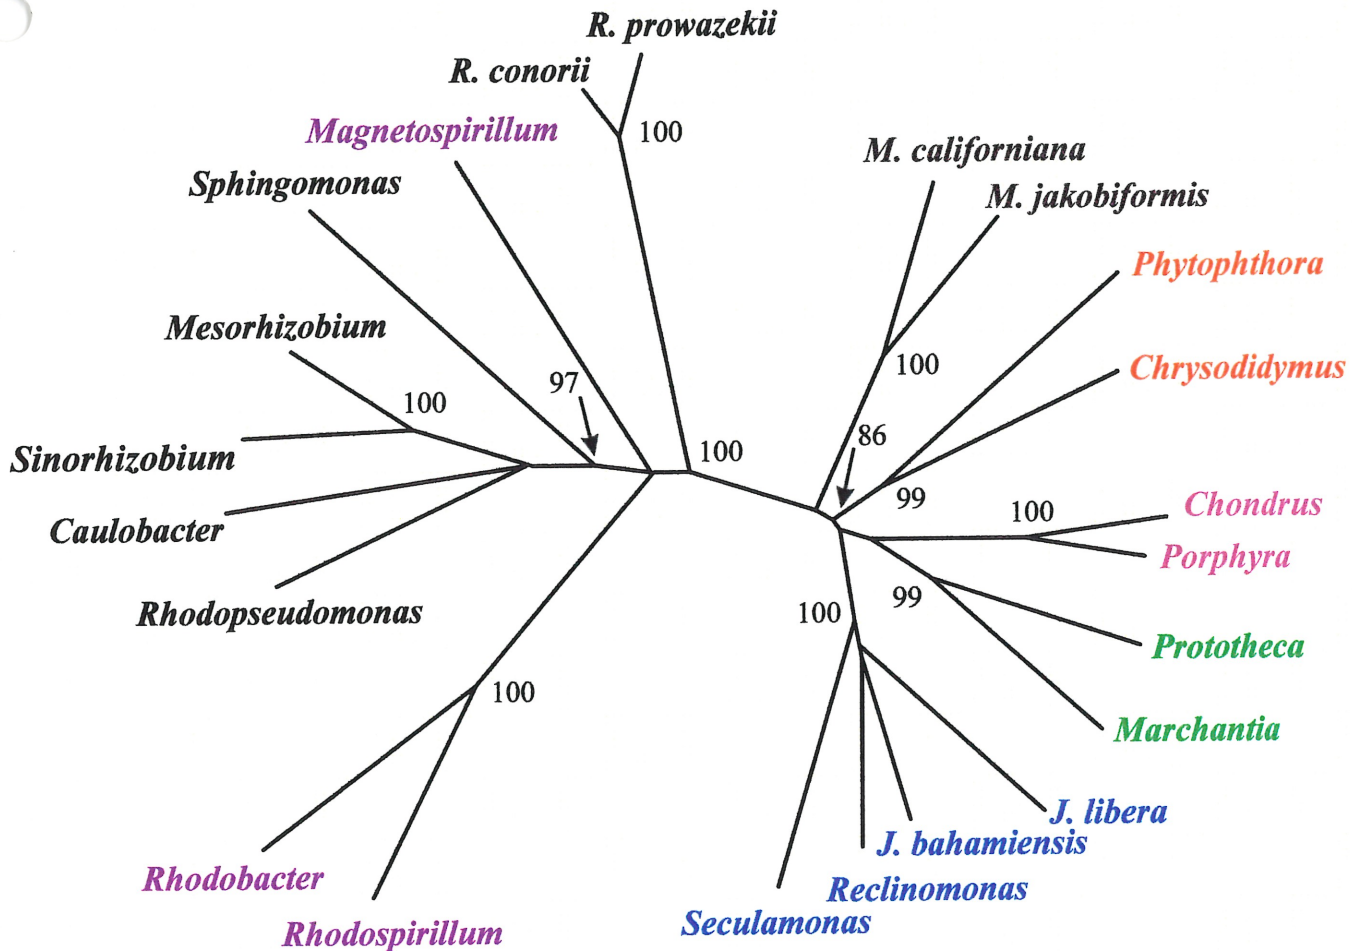 R. prowazekii
R. conorii
100
Magnetospirillum
M. californiana
Sphingomonas
M. jakobiformis
Phytophthora
Mesorhizobium
100
Chrysodidymus
97
100
86
100
Sinorhizobium
99
Chondrus
100
Caulobacter
Porphyra
99
100
Rhodopseudomonas
Prototheca
100
Marchantia
J. libera
J. bahamiensis
Rhodobacter
Reclinomonas
Seculamonas
Rhodospirillum